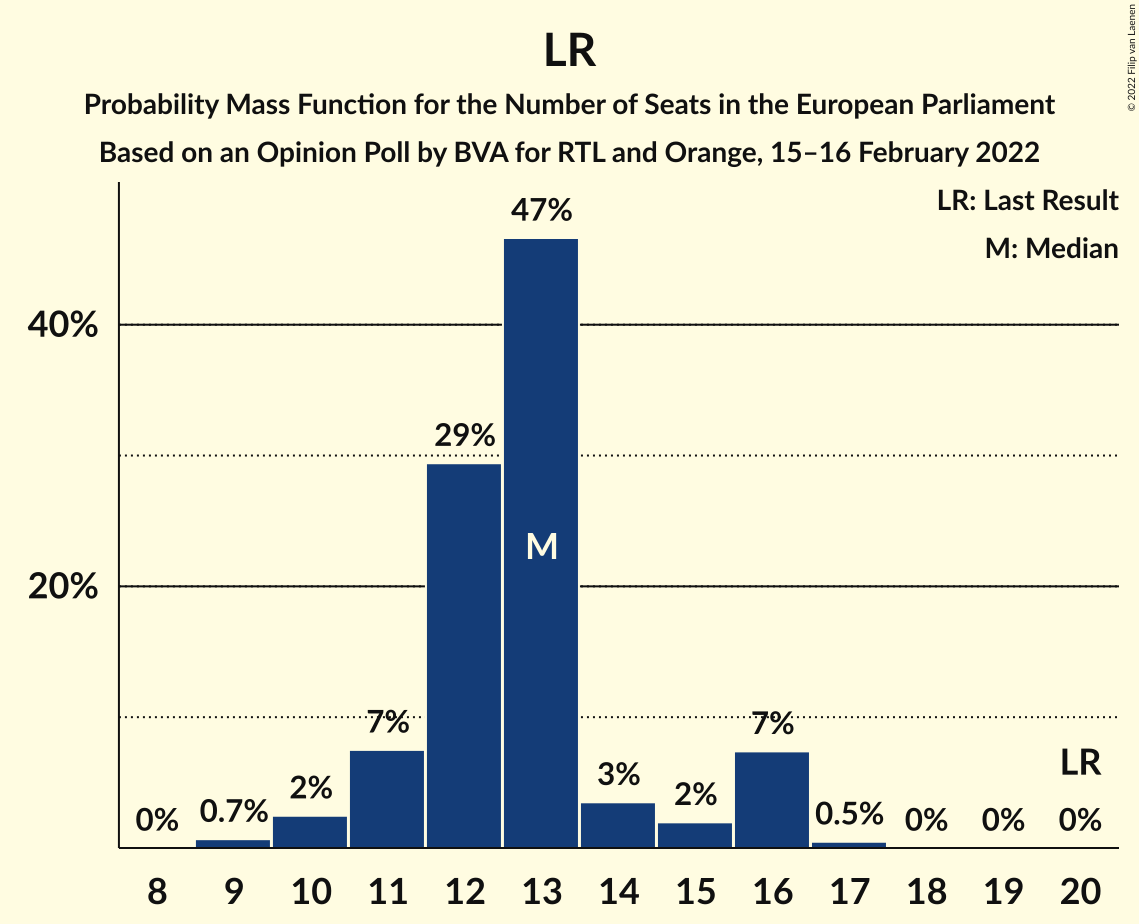 LR
Probability Mass Function for the Number of Seats in the European Parliament
Based on an Opinion Poll by BVA for RTL and Orange, 15–16 February 2022
© 2022 Filip van Laenen
LR: Last Result
M: Median
47%
40%
29%
M
20%
7%
7%
LR
3%
2%
2%
0%
0.7%
0.5%
0%
0%
0%
8 9 10 11 12 13 14 15 16 17 18 19 20